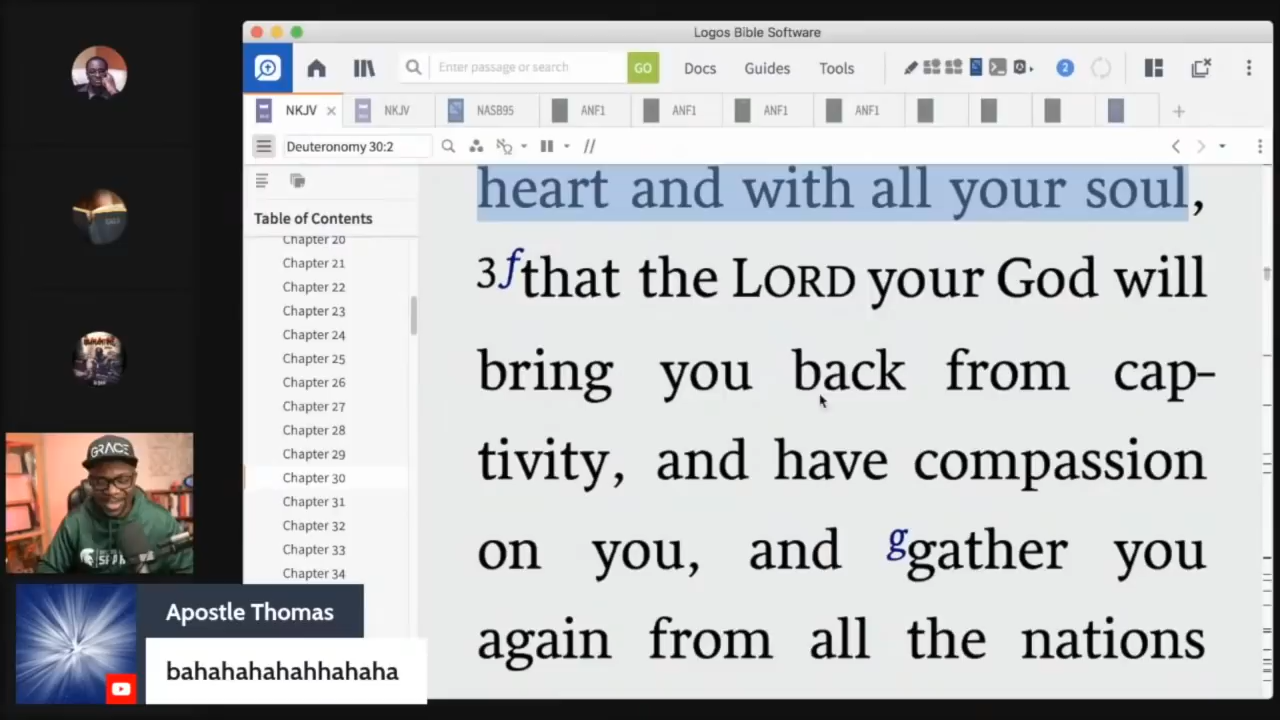 Logos Bible Software
Enter passage or search
GO
Docs
Guides
Tools
2
NKJV
NKJV
NASB95
ANF1
ANF1
ANF1
ANF1
Deuteronomy 30:2
Table of Contents
Chapter 20
Chapter 21
Chapter 22
Chapter 23
Chapter 24
Chapter 25
Chapter 26
Chapter 27
Chapter 28
Chapter 29
Chapter 30
Chapter 31
Chapter 32
Chapter 33
Chapter 34
heart and with all your soul,
3 f that the LORD your God will
bring you back from cap-
tivity, and have compassion
on you, and g gather you
again from all the nations
GRACE
Apostle Thomas
bahahahahahhahaha